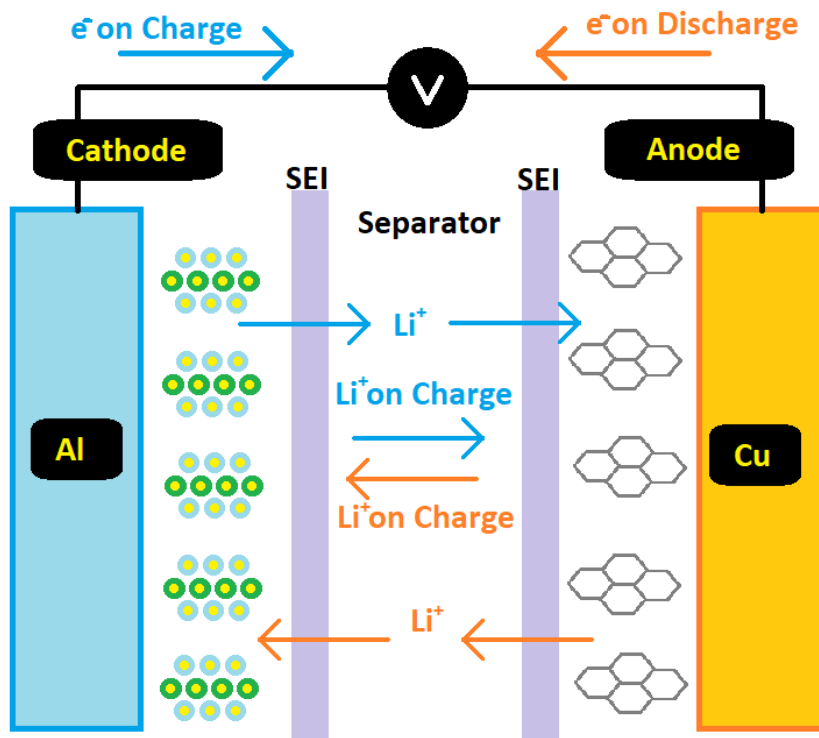 e⁻ on Charge
e⁻ on Discharge
V
Cathode
Anode
SEI
SEI
Separator
Li⁺
Li⁺on Charge
Al
Cu
Li⁺on Charge
Li⁺